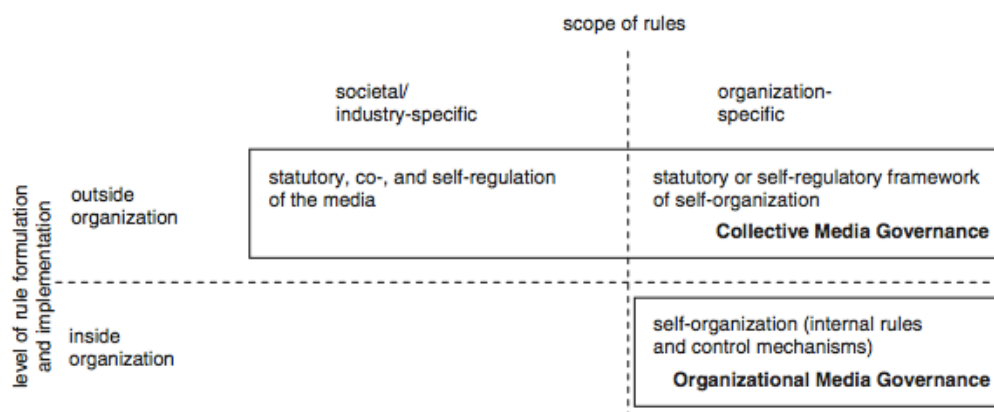 scope of rules
societal/
industry-specific
organization-
specific
level of rule formulation
and implementation
outside
organization
statutory, co-, and self-regulation
of the media
statutory or self-regulatory framework
of self-organization
Collective Media Governance
inside
organization
self-organization (internal rules
and control mechanisms)
Organizational Media Governance